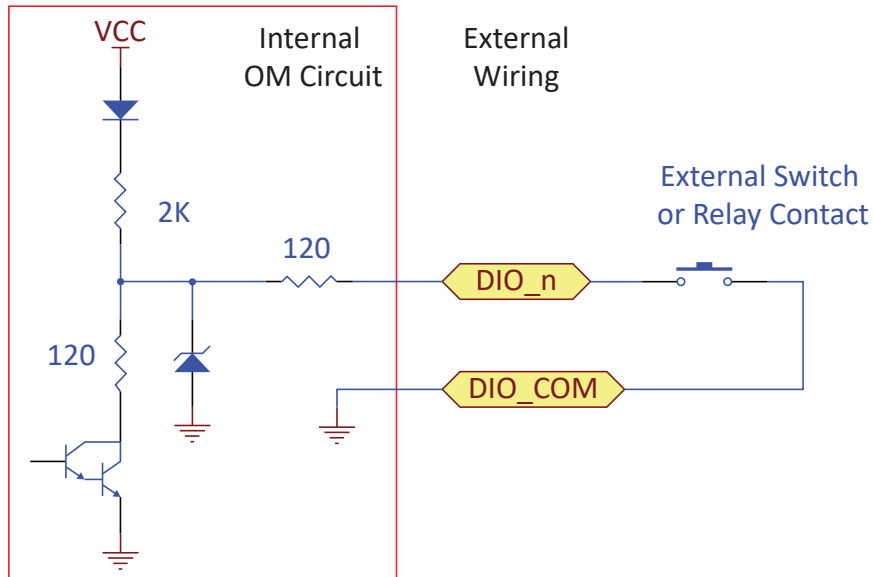 VCC
Internal
OM Circuit
External
Wiring
2K
External Switch
or Relay Contact
120
DIO_n
120
DIO_COM